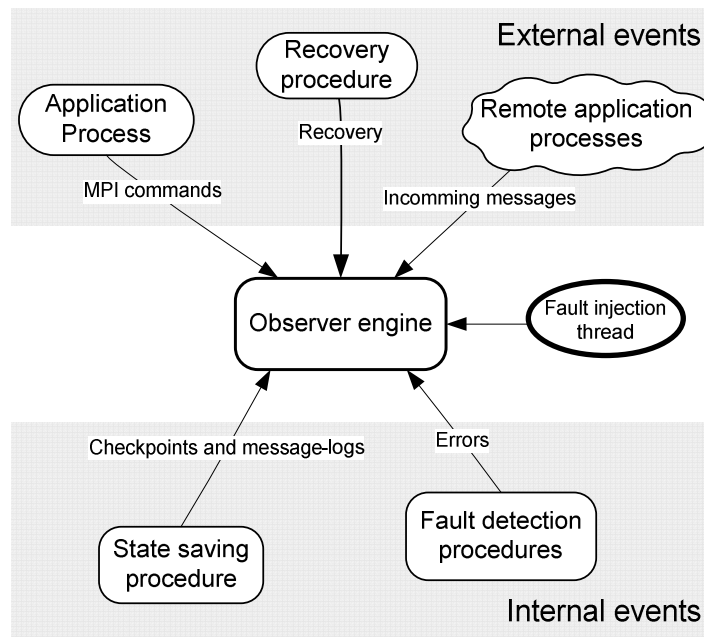 External events
Recovery
procedure
Application
Process
Remote application
processes
Recovery
MPI commands
Incomming messages
Observer engine
Fault injection
thread
Checkpoints and message-logs
Errors
State saving
procedure
Fault detection
procedures
Internal events